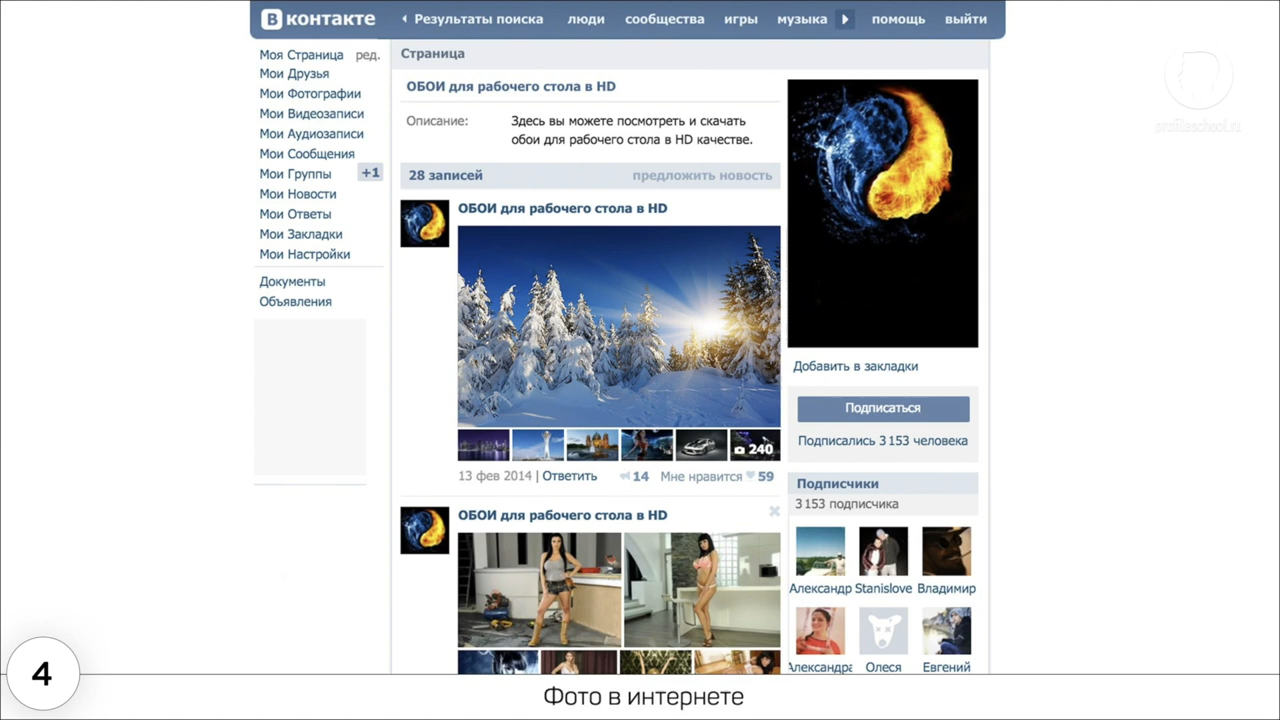 В контакте
Результаты поиска люди сообщества игры музыка помощь выйти
Моя Страница ред.
Мои Друзья
Мои Фотографии
Мои Видеозаписи
Мои Аудиозаписи
Мои Сообщения
Мои Группы +1
Мои Новости
Мои Ответы
Мои Закладки
Мои Настройки
Документы
Объявления
Страница
ОБОИ для рабочего стола в HD
Описание: Здесь вы можете посмотреть и скачать
обои для рабочего стола в HD качестве.
28 записей предложить новость
ОБОИ для рабочего стола в HD
240
13 фев 2014 | Ответить 14 Мне нравится 59
ОБОИ для рабочего стола в HD
Добавить в закладки
Подписаться
Подписались 3 153 человека
Подписчики
3 153 подписчика
Александр Stanislove Владимир
Александра Олеся Евгений
profileschool.ru
4
Фото в интернете